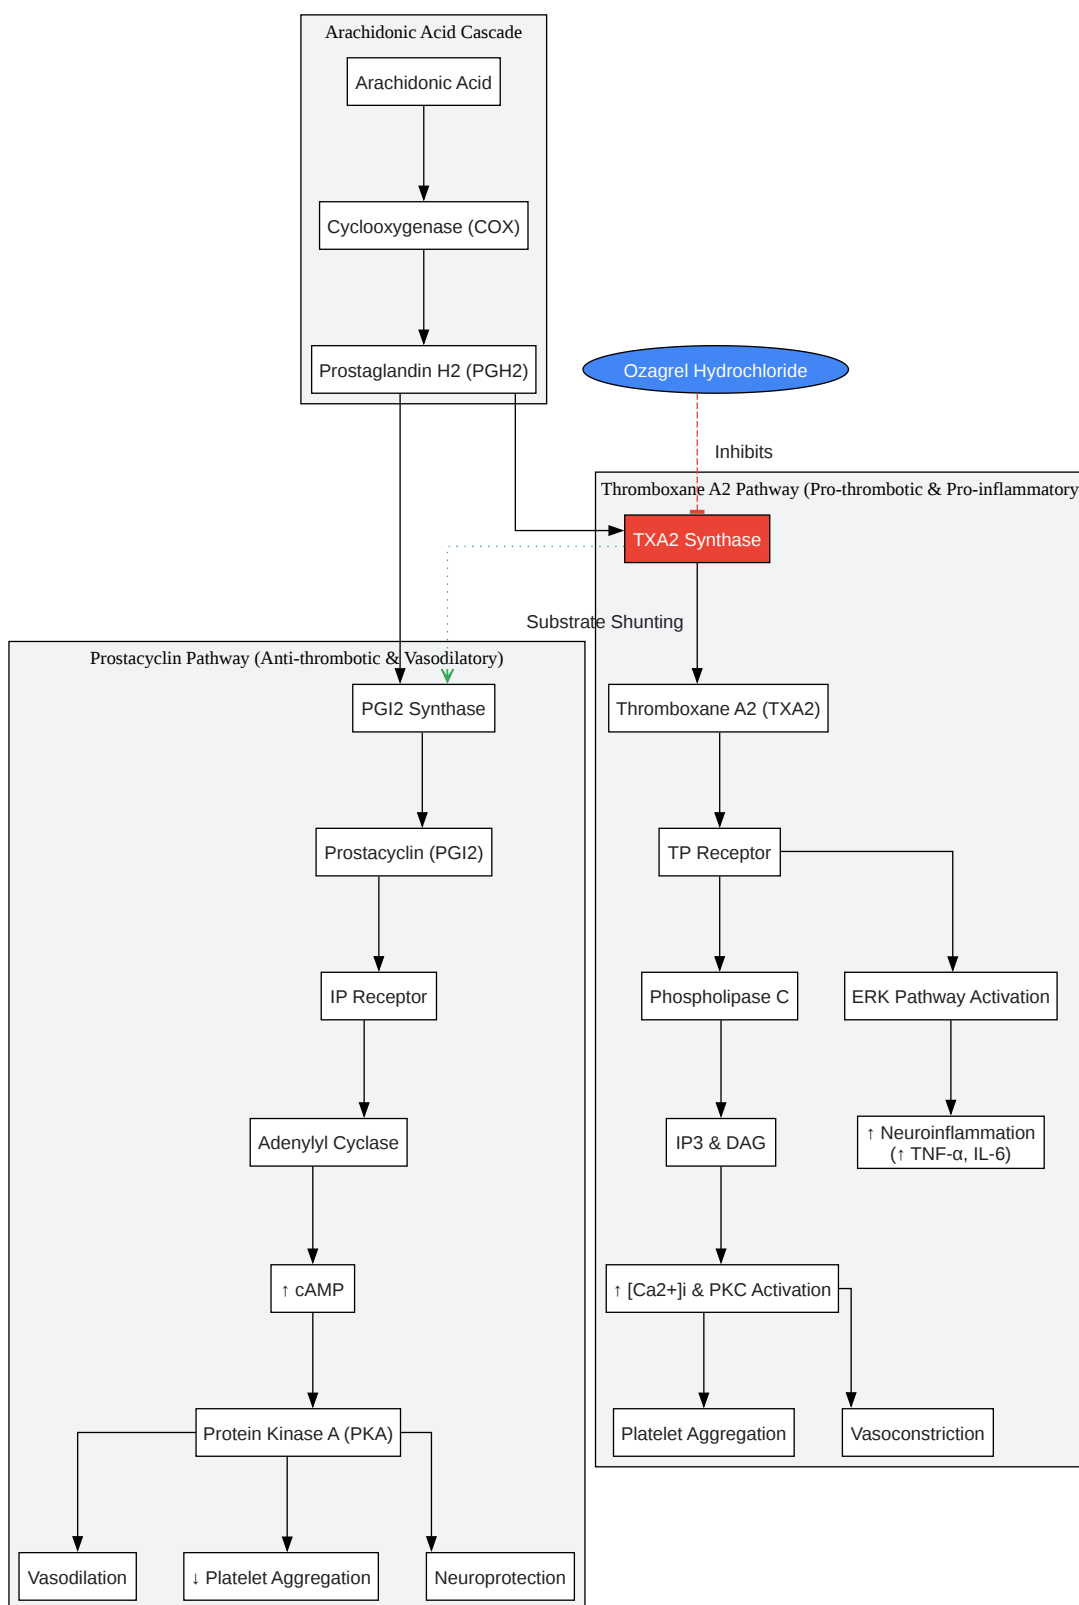 Arachidonic Acid Cascade
Arachidonic Acid
Cyclooxygenase (COX)
Prostaglandin H2 (PGH2)
Ozagrel Hydrochloride
Inhibits
Thromboxane A2 Pathway (Pro-thrombotic & Pro-inflammatory
TXA2 Synthase
Substrate Shunting
Prostacyclin Pathway (Anti-thrombotic & Vasodilatory)
PGI2 Synthase
Thromboxane A2 (TXA2)
Prostacyclin (PGI2)
TP Receptor
IP Receptor
Phospholipase C
ERK Pathway Activation
Adenylyl Cyclase
IP3 & DAG
↑ Neuroinflammation
(↑ TNF-α, IL-6)
↑ cAMP
↑ [Ca2+]i & PKC Activation
Protein Kinase A (PKA)
Platelet Aggregation
Vasoconstriction
Vasodilation
↓ Platelet Aggregation
Neuroprotection